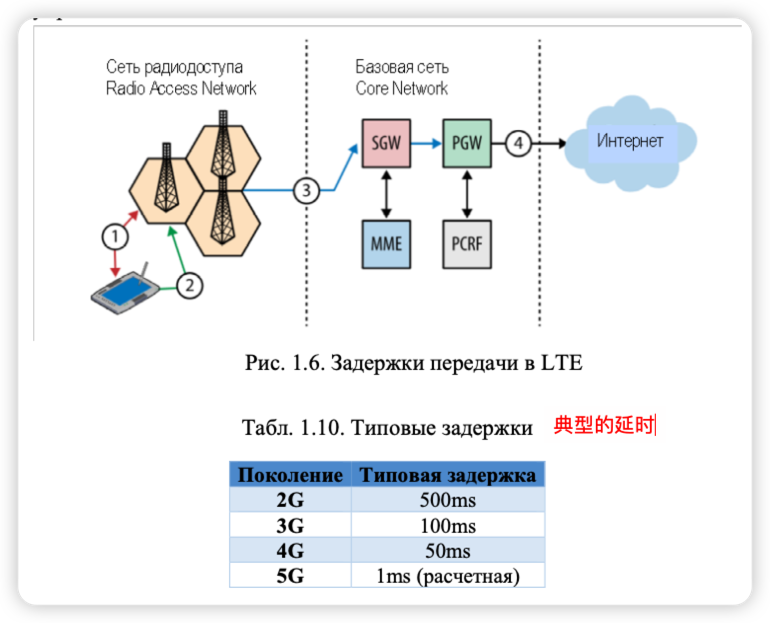 Сеть радиодоступа
Radio Access Network
Базовая сеть
Core Network
SGW
PGW
4
Интернет
3
1
MME
PCRF
2
Рис. 1.6. Задержки передачи в LTE
Табл. 1.10. Типовые задержки 典型的延时
Поколение Типовая задержка
2G 500ms
3G 100ms
4G 50ms
5G 1ms (расчетная)